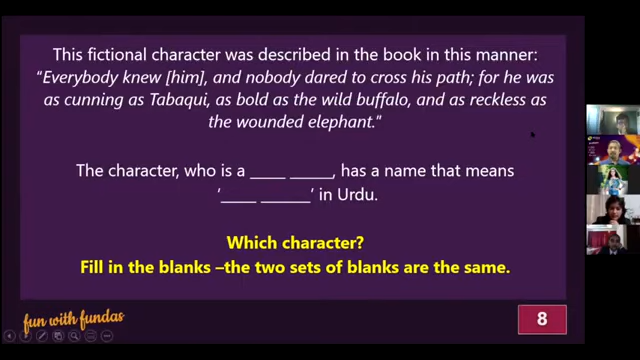 This fictional character was described in the book in this manner:
"Everybody knew [him], and nobody dared to cross his path; for he was
as cunning as Tabaqui, as bold as the wild buffalo, and as reckless as
the wounded elephant."
The character, who is a ____ _____, has a name that means
'____ ______' in Urdu.
Which character?
Fill in the blanks –the two sets of blanks are the same.
fun with fundas
8